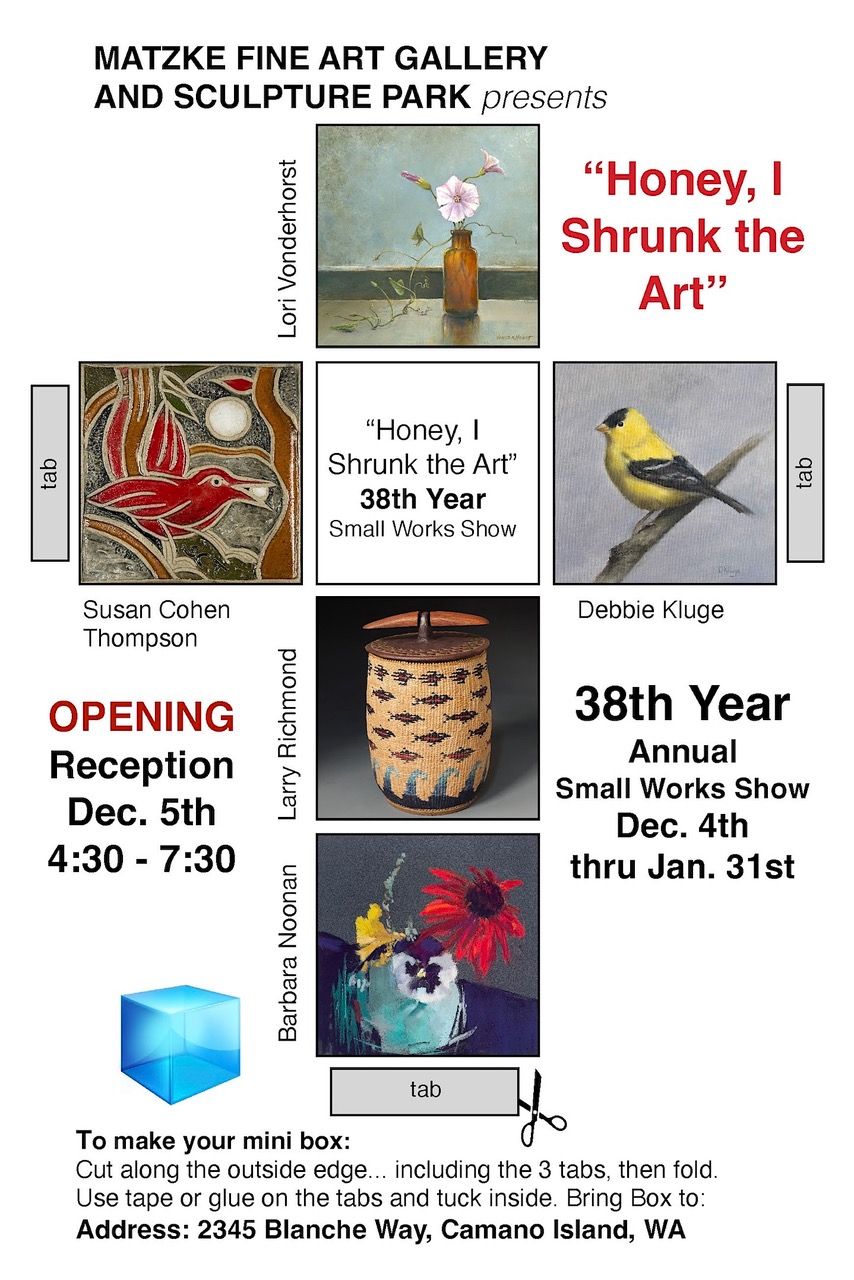 MATZKE FINE ART GALLERY
AND SCULPTURE PARK presents
Lori Vonderhorst
“Honey, I
Shrunk the
Art”
tab
“Honey, I
Shrunk the Art”
38th Year
Small Works Show
tab
Susan Cohen
Thompson
Debbie Kluge
Larry Richmond
OPENING
Reception
Dec. 5th
4:30 - 7:30
38th Year
Annual
Small Works Show
Dec. 4th
thru Jan. 31st
Barbara Noonan
tab
To make your mini box:
Cut along the outside edge... including the 3 tabs, then fold.
Use tape or glue on the tabs and tuck inside. Bring Box to:
Address: 2345 Blanche Way, Camano Island, WA